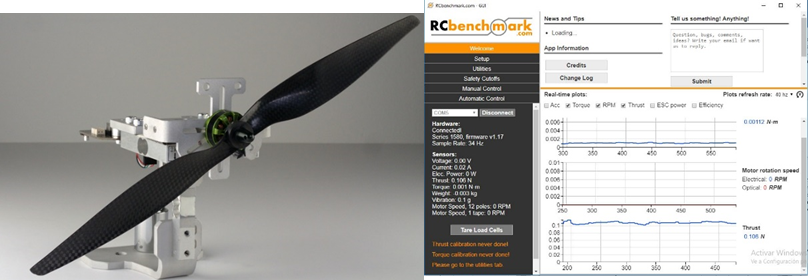 RCbenchmark.com - GUI
RCbenchmark
.com
Welcome
Setup
Utilities
Safety Cutoffs
Manual Control
Automatic Control
Disconnect
Hardware:
Connected!
Series 1580, firmware v1.17
Sample Rate: 34 Hz
Sensors:
Voltage: 0.00 V
Current: 0.02 A
Elec. Power: 0 W
Thrust: 0.106 N
Torque: 0.001 N·m
Weight: -0.003 kg
Vibration: 0.1 g
Motor Speed, 12 poles: 0 RPM
Motor Speed, 1 tape: 0 RPM
Tare Load Cells
Thrust calibration never done!
Torque calibration never done!
Please go to the utilities tab.
News and Tips
Loading...
App Information
Credits
Change Log
Tell us something! Anything!
Question, bugs, comments,
ideas? Write your email if want
us to reply.
Submit
Real-time plots:
Plots refresh rate: 40 hz
Acc Torque RPM Thrust ESC power Efficiency
0.006
0.004
0.002
0
300 350 400 450 500
0.00112 N·m
0.01
0.008
0.006
0.004
0.002
0
250 300 350 400 450 500
Motor rotation speed
Electrical: 0 RPM
Optical: 0 RPM
0.1
0.05
0
200 250 300 350 400 450
Thrust
0.106 N
Activar Windows
Ve a Configuración